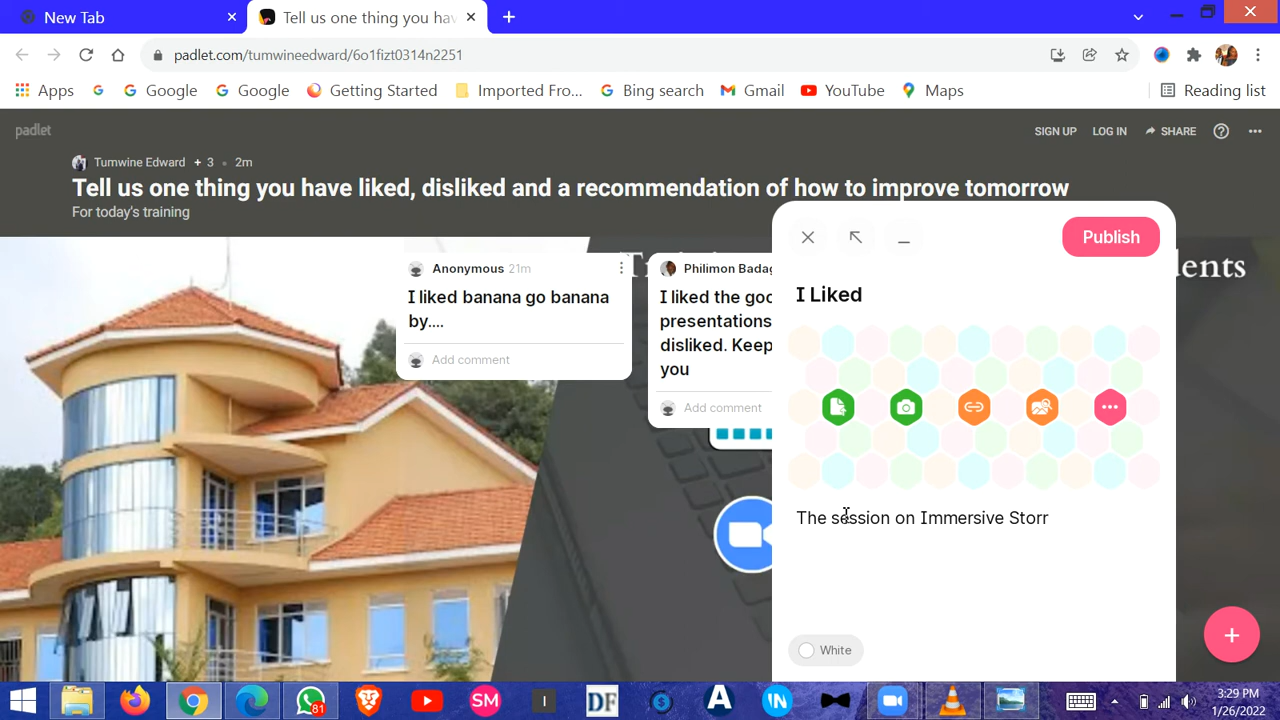 New Tab
Tell us one thing you hav
padlet.com/tumwineedward/6o1fizt0314n2251
Apps
Google
Google
Getting Started
Imported Fro...
Bing search
Gmail
YouTube
Maps
Reading list
padlet
SIGN UP
LOG IN
SHARE
Tumwine Edward + 3 • 2m
Tell us one thing you have liked, disliked and a recommendation of how to improve tomorrow
For today's training
Anonymous 21m
I liked banana go banana
by....
Add comment
Philimon Badag
I liked the goo
presentations
disliked. Keep
you
Add comment
Publish
I Liked
The session on Immersive Storr
White
81
SM
DF
A
IN
3:29 PM
1/26/2022